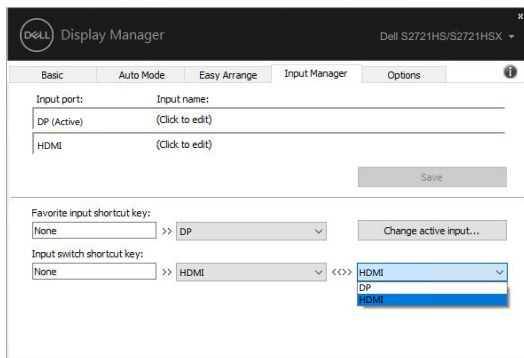 DELL Display Manager Dell S2721HS/S2721HSX x
Basic Auto Mode Easy Arrange Input Manager Options i
Input port: Input name:
DP (Active) (Click to edit)
HDMI (Click to edit)
Save
Favorite input shortcut key:
None >> DP Change active input...
Input switch shortcut key:
None >> HDMI <<>> HDMI
DP
HDMI